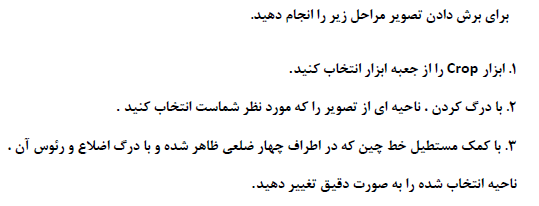 برای برش دادن تصویر مراحل زیر را انجام دهید.
۱. ابزار Crop را از جعبه ابزار انتخاب کنید.
۲. با درگ کردن ، ناحیه ای از تصویر را که مورد نظر شماست انتخاب کنید .
۳. با کمک مستطیل خط چین که در اطراف چهار ضلعی ظاهر شده و با درگ اضلاع و رئوس آن ،
ناحیه انتخاب شده را به صورت دقیق تغییر دهید.